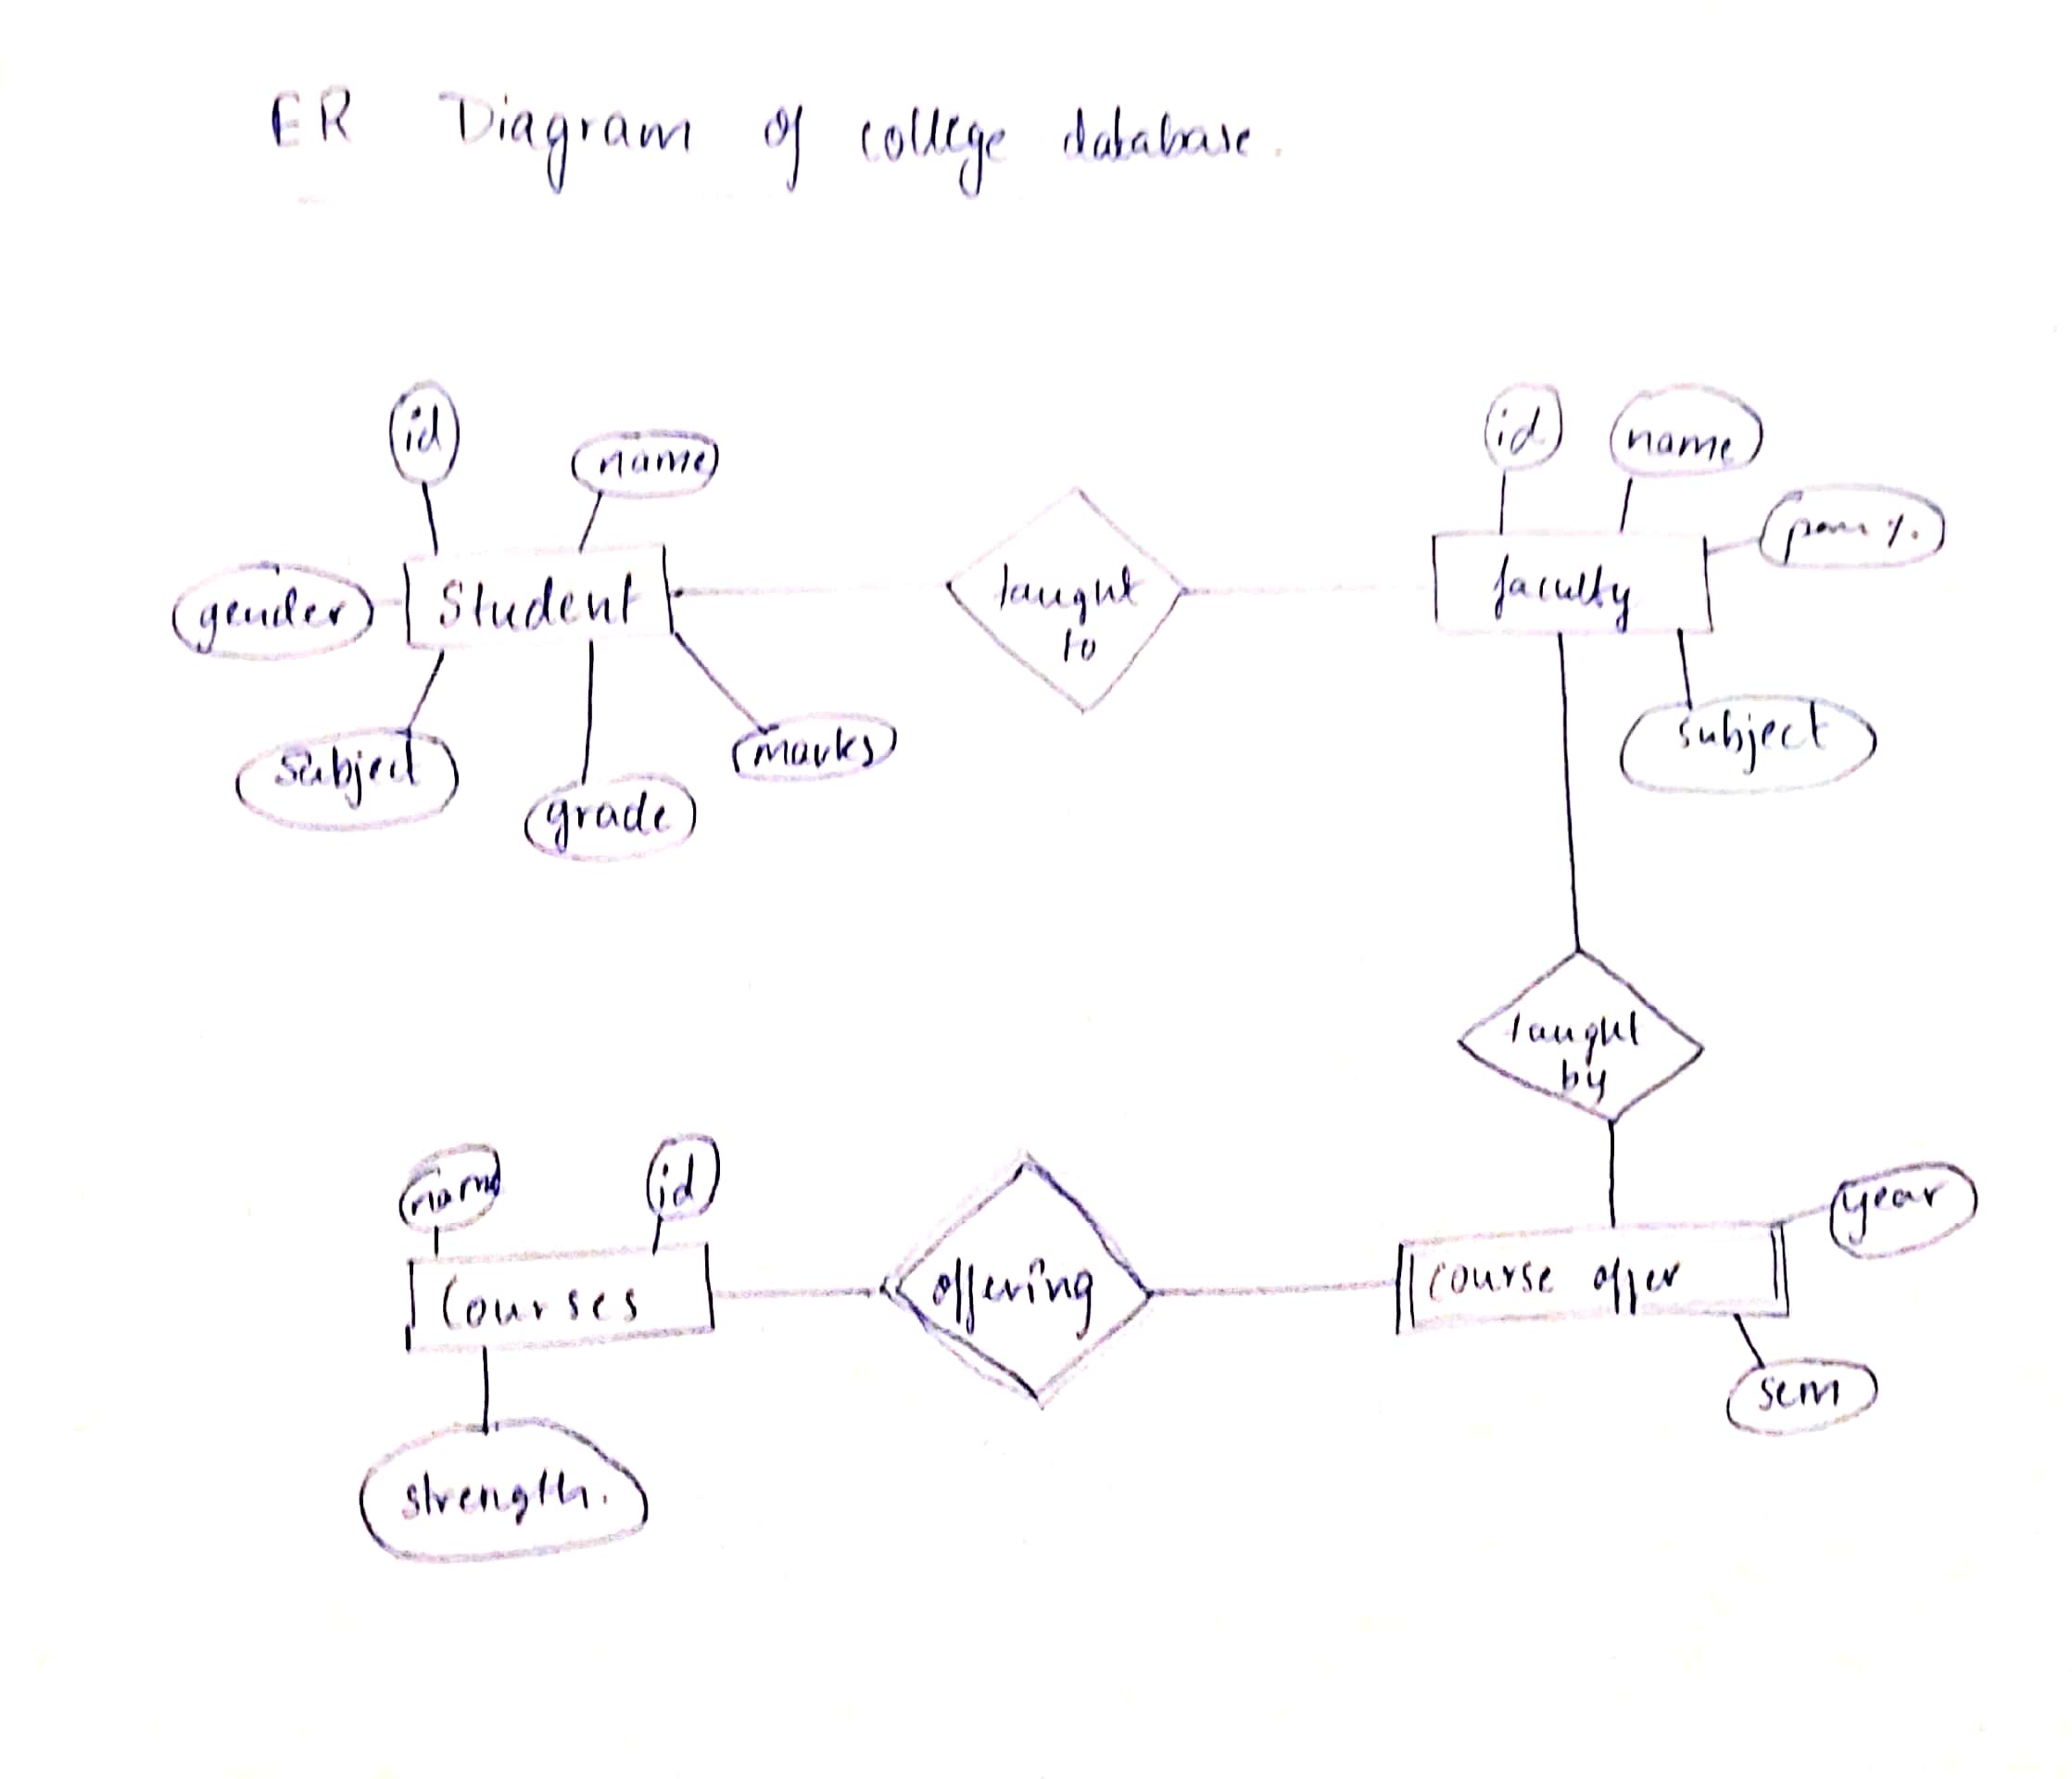 ER Diagram of college database.
id
name
id
name
pass %.
gender
Student
taught
to
faculty
subject
grade
marks
subject
taught
by
name
id
year
Courses
offering
course offer
sem
strength.